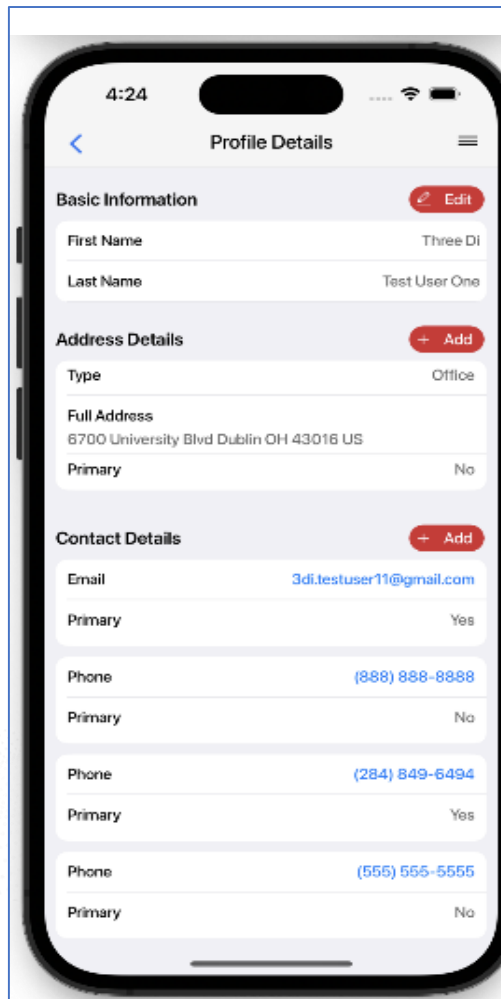 4:24
Profile Details
Basic Information Edit
First Name Three Di
Last Name Test User One
Address Details + Add
Type Office
Full Address
6700 University Blvd Dublin OH 43016 US
Primary No
Contact Details + Add
Email 3di.testuser11@gmail.com
Primary Yes
Phone (888) 888-8888
Primary No
Phone (284) 849-6494
Primary Yes
Phone (555) 555-5555
Primary No